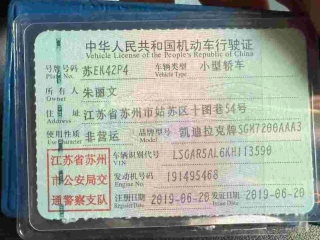 中华人民共和国机动车行驶证
Vehicle License of the People's Republic of China
号牌号码 苏EK42P4 车辆类型 小型轿车
Plate No. Vehicle Type
所有人 朱丽文
Owner
住址 江苏省苏州市姑苏区十图巷54号
Address
使用性质 非营运 品牌型号 凯迪拉克牌SGM7200AAA3
Use Character Model
江苏省苏州市公安局交通警察支队
车辆识别代号 LSGAR5AL6KH113590
VIN
发动机号码 191495468
Engine No.
注册日期 2019-06-20 发证日期 2019-06-20
Register Date Issue Date